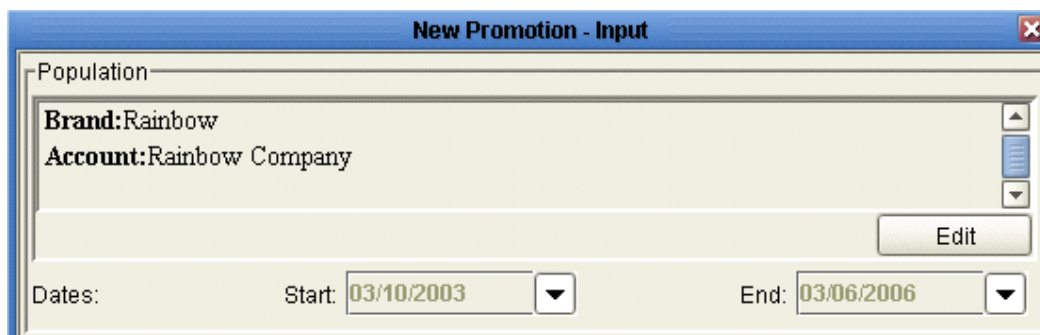 New Promotion - Input
Population
Brand:Rainbow
Account:Rainbow Company
Edit
Dates: Start: 03/10/2003 End: 03/06/2006